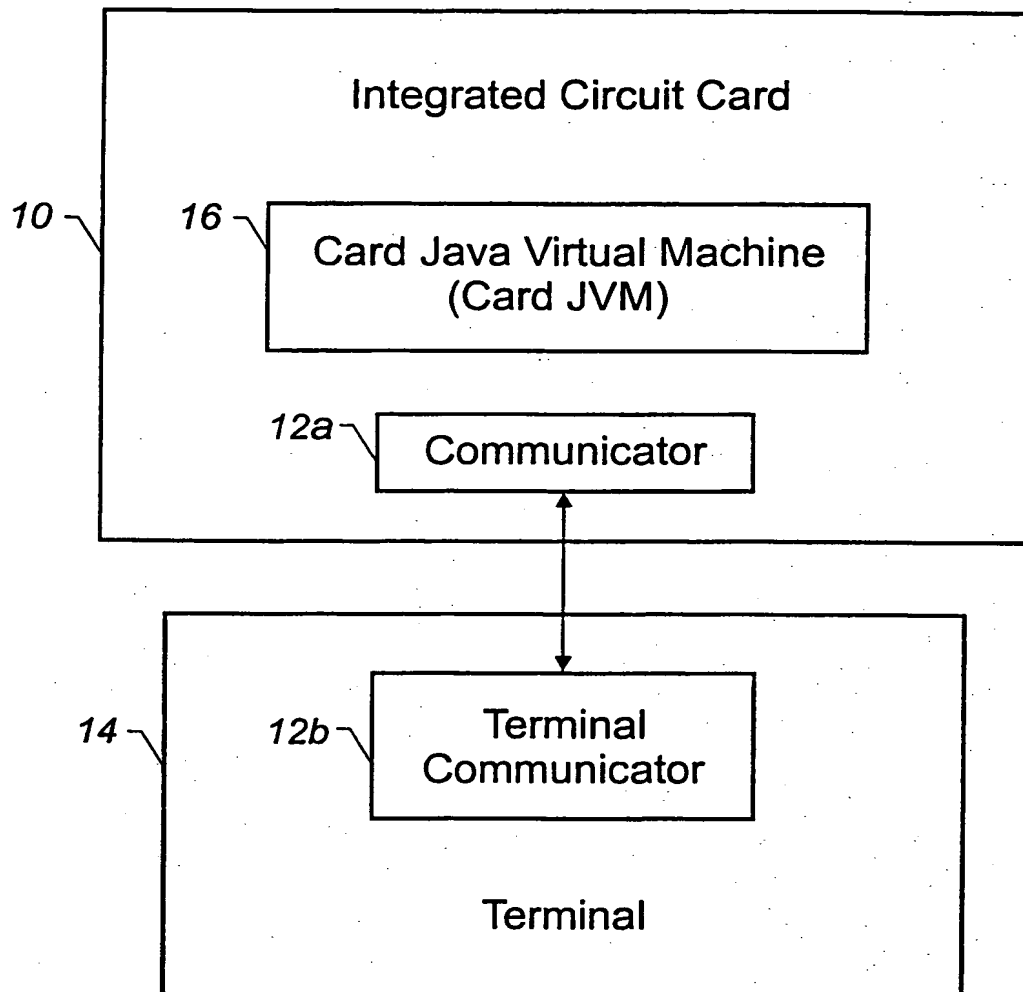 Integrated Circuit Card
10
16
Card Java Virtual Machine
(Card JVM)
12a
Communicator
14
12b
Terminal
Communicator
Terminal